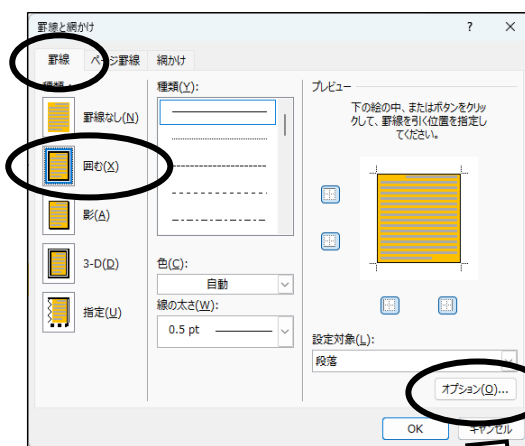 罫線と網かけ ? ×
罫線 ページ罫線 網かけ
種類:
罫線なし(N)
囲む(X)
影(A)
3-D(D)
指定(U)
種類(Y):
色(C):
自動
線の太さ(W):
0.5 pt
プレビュー
下の絵の中、またはボタンをクリッ
クして、罫線を引く位置を指定し
てください。
設定対象(L):
段落
オプション(O)...
OK キャンセル